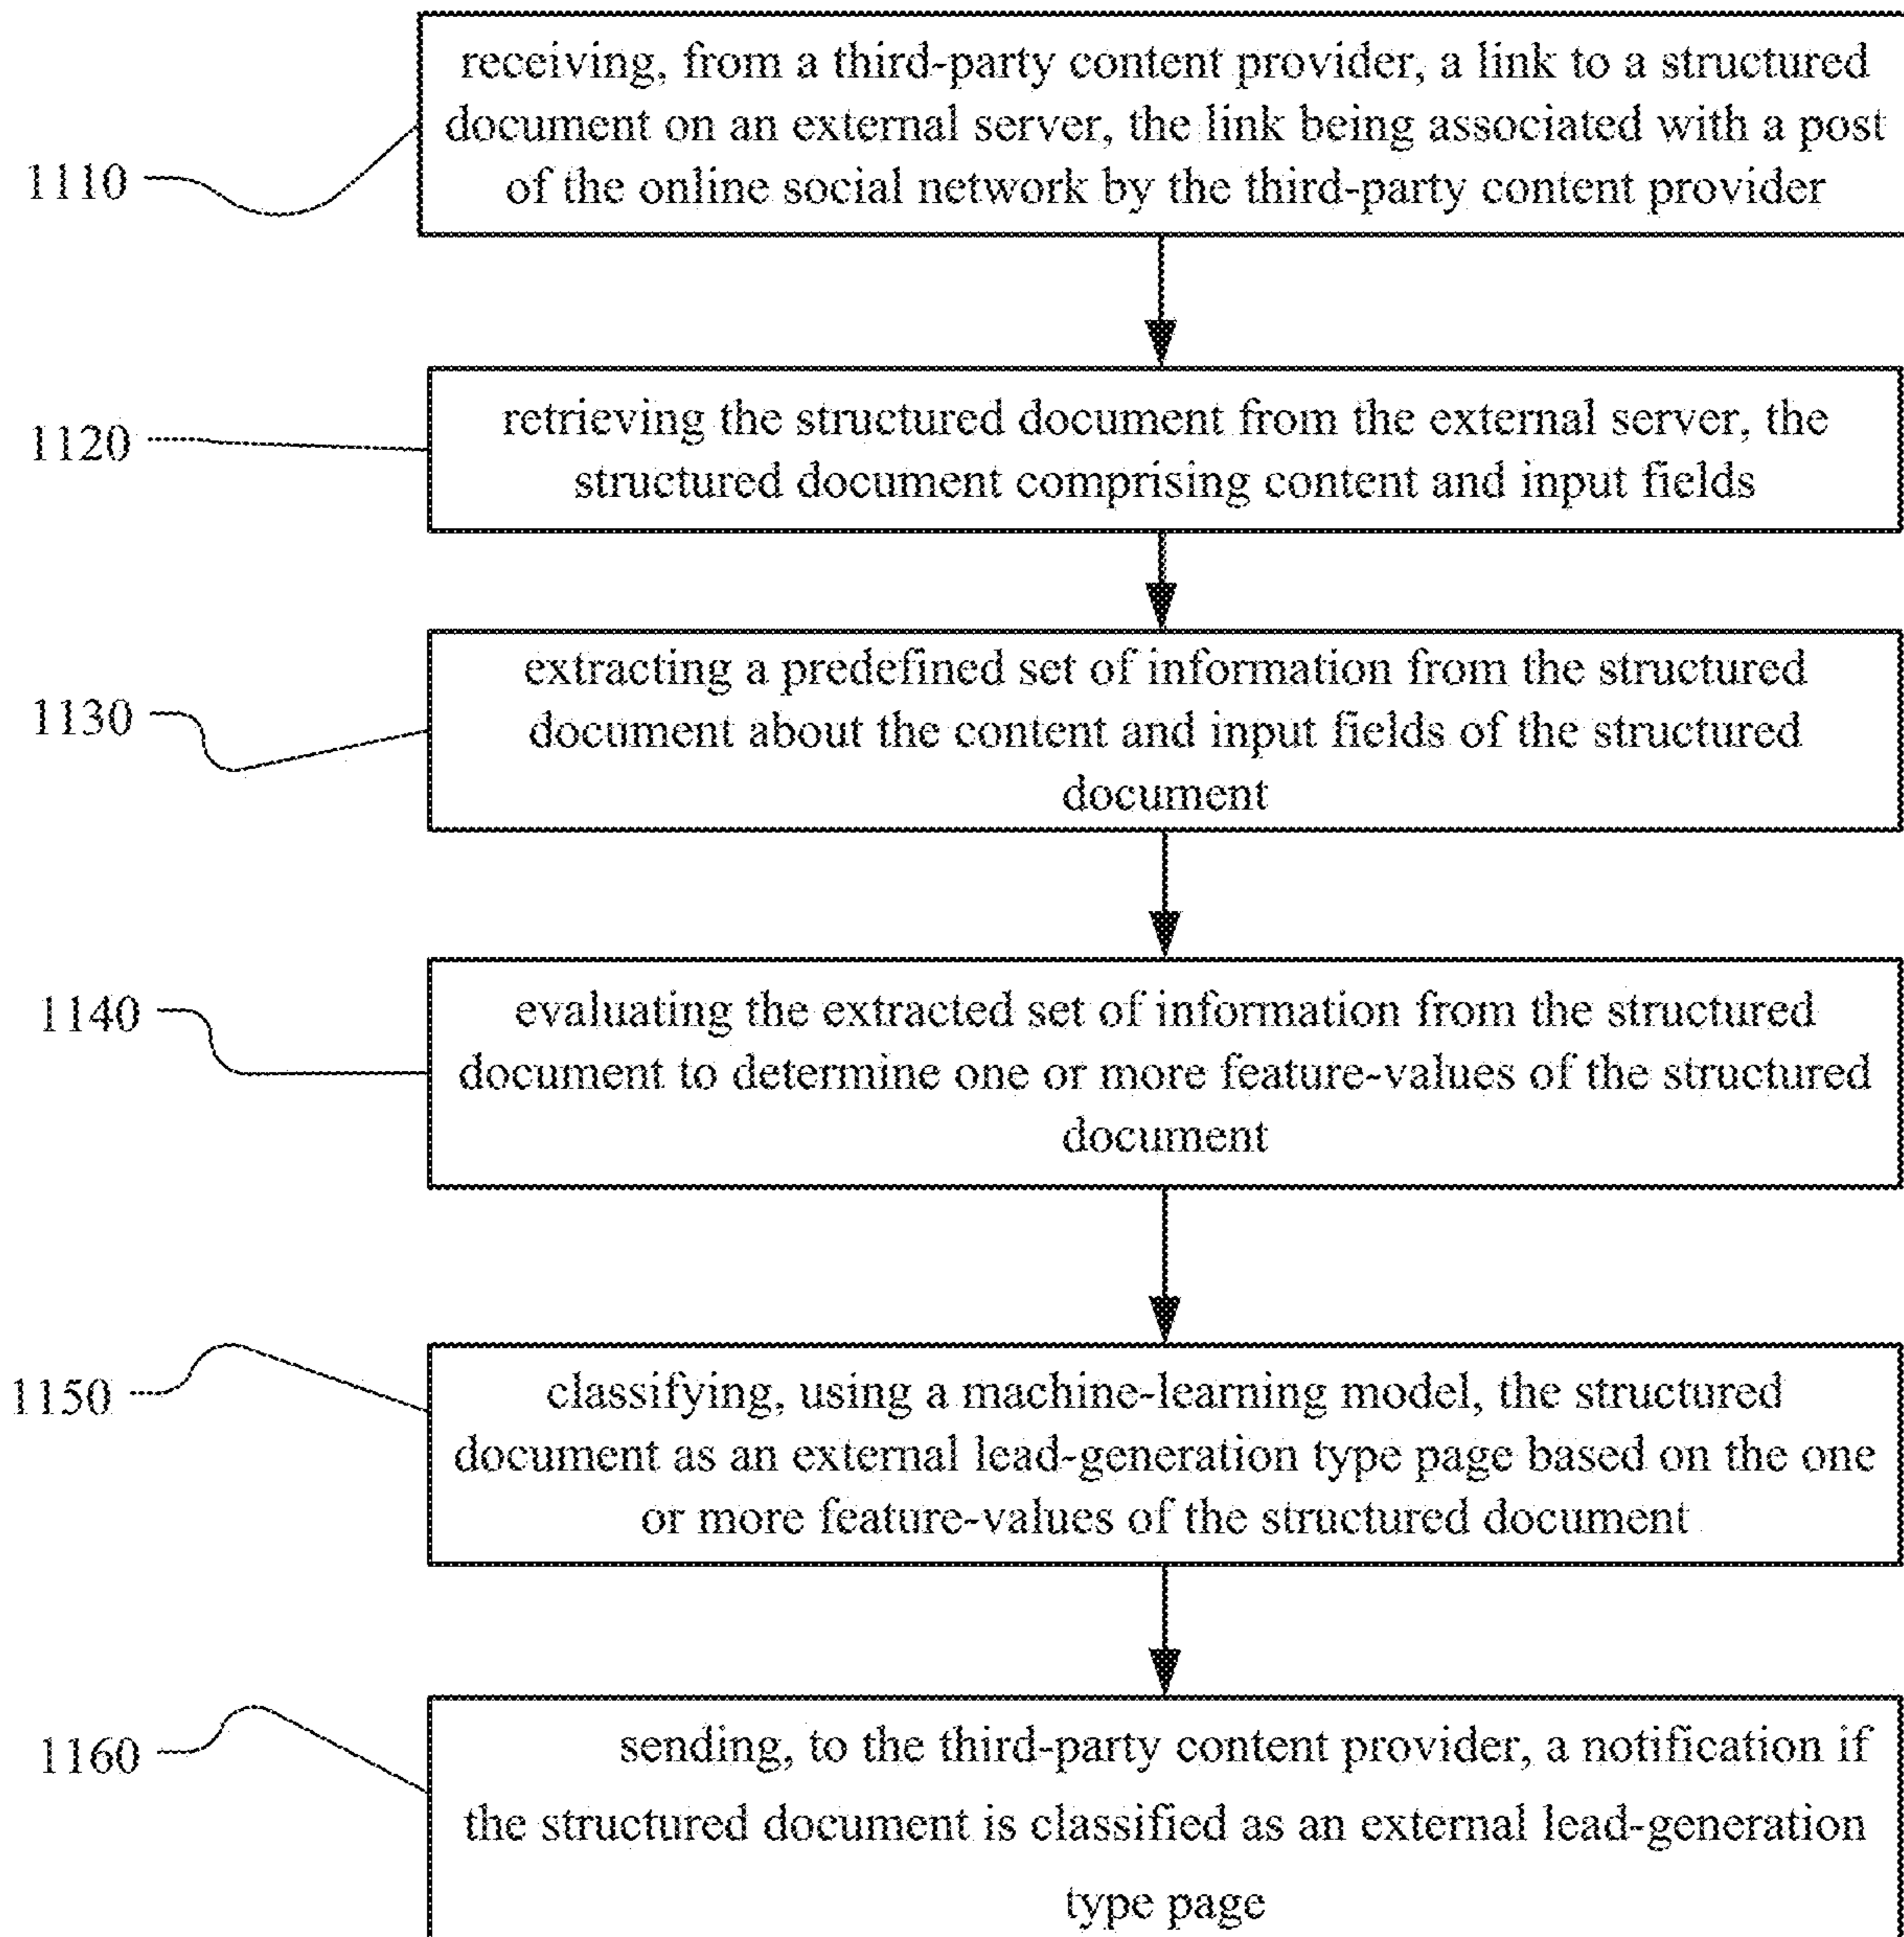 receiving, from a third-party content provider, a link to a structured
document on an external server, the link being associated with a post
of the online social network by the third-party content provider
1110
retrieving the structured document from the external server, the
structured document comprising content and input fields
1120
extracting a predefined set of information from the structured
document about the content and input fields of the structured
document
1130
evaluating the extracted set of information from the structured
document to determine one or more feature-values of the structured
document
1140
classifying, using a machine-learning model, the structured
document as an external lead-generation type page based on the one
or more feature-values of the structured document
1150
sending, to the third-party content provider, a notification if
the structured document is classified as an external lead-generation
type page
1160